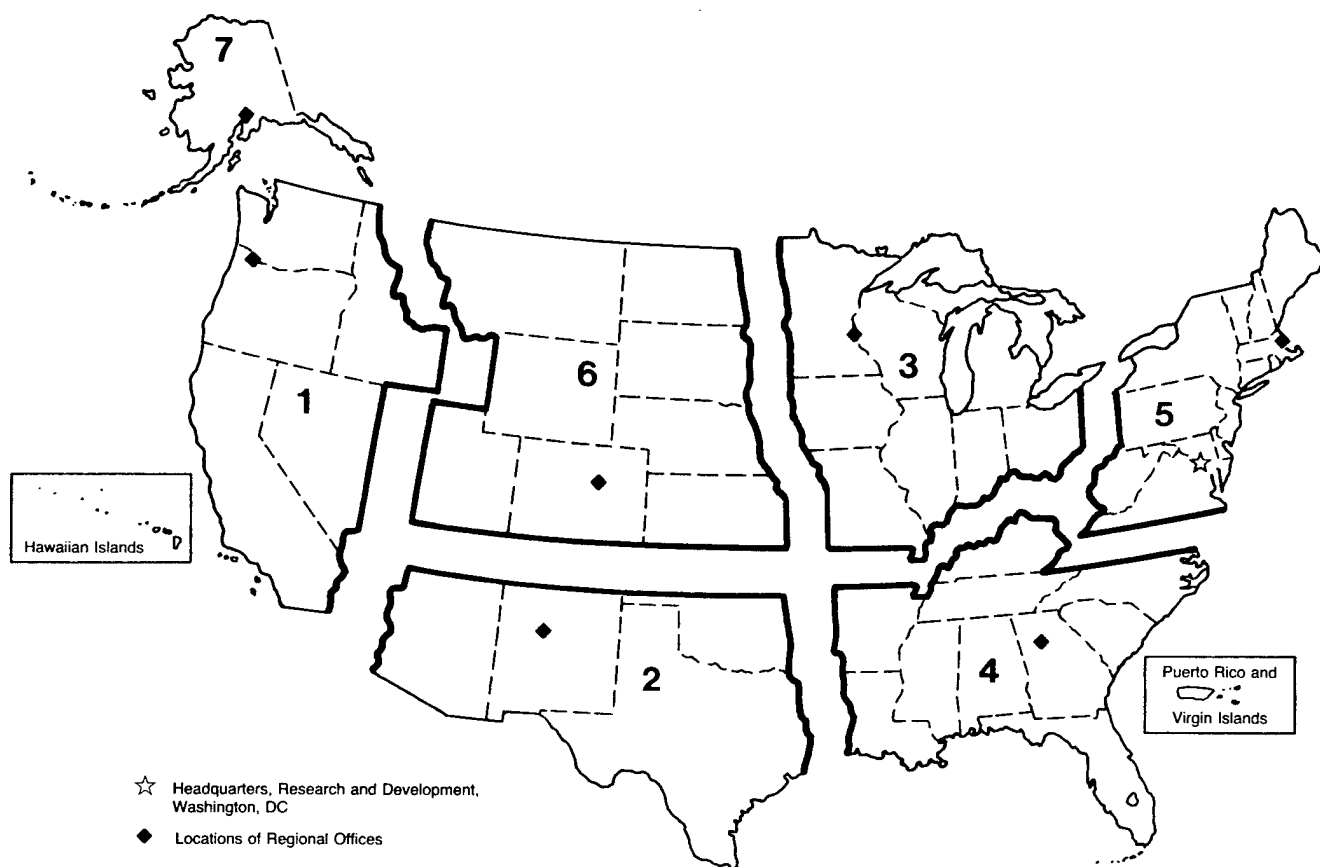 7
6
3
1
5
Hawaiian Islands
2
4
Puerto Rico and
Virgin Islands
Headquarters, Research and Development,
Washington, DC
Locations of Regional Offices